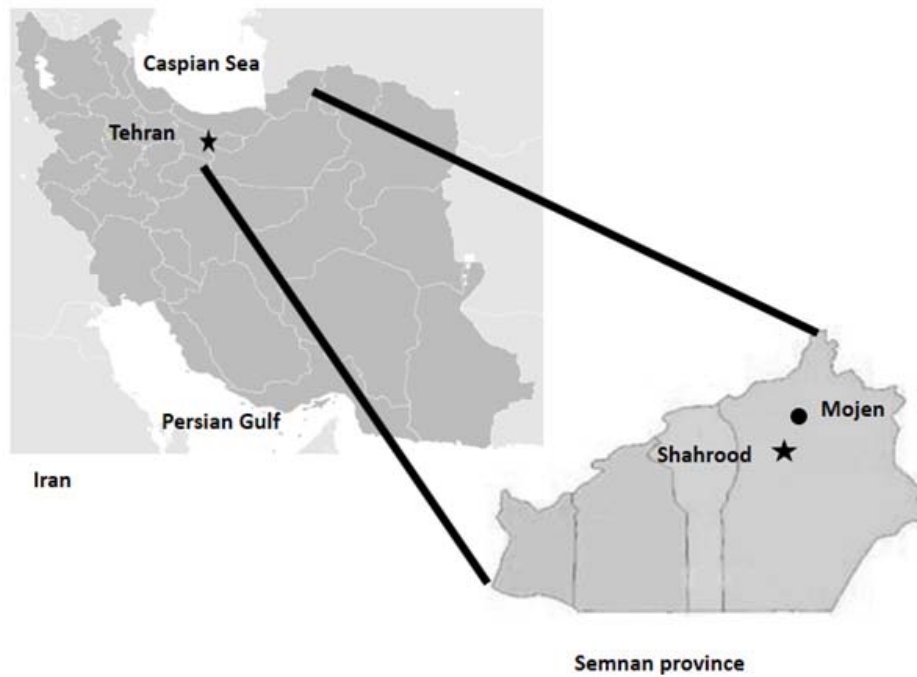 Caspian Sea
Tehran
Persian Gulf
Iran
Mojen
Shahrood
Semnan province